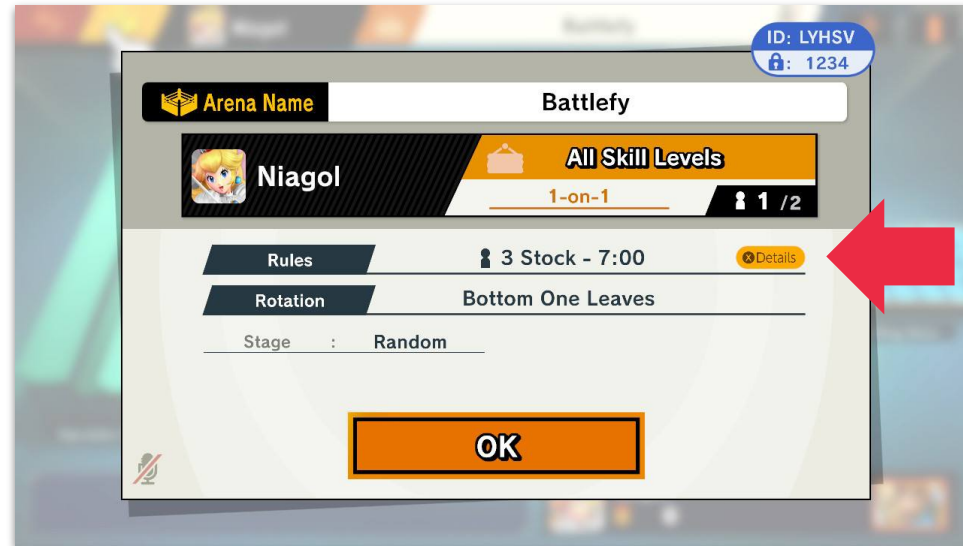 ID: LYHSV
: 1234
Arena Name
Battlefy
Niagol
All Skill Levels
1-on-1
1 /2
Rules
3 Stock - 7:00
X Details
Rotation
Bottom One Leaves
Stage : Random
OK